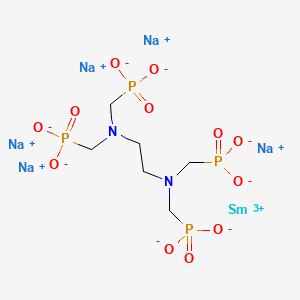 Na +
Na + O - P O - O
O O - P Na + O -
N
Na + O - P O - Na +
N O
Sm 3+
P O - - O O